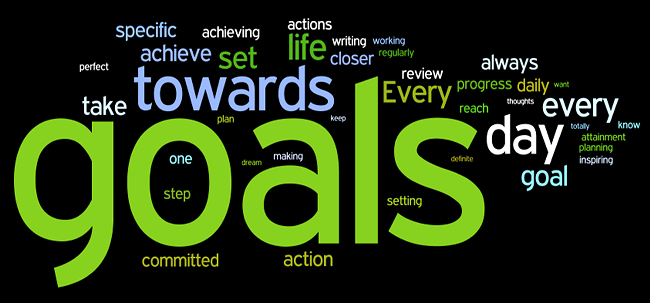 specific
achieving
actions
achieve
set
life
writing
working
closer
regularly
perfect
towards
review
always
take
Every
progress
daily
want
plan
keep
reach
thoughts
every
goals
day
totally
know
attainment
planning
inspiring
one
dream
making
definite
goal
step
setting
committed
action